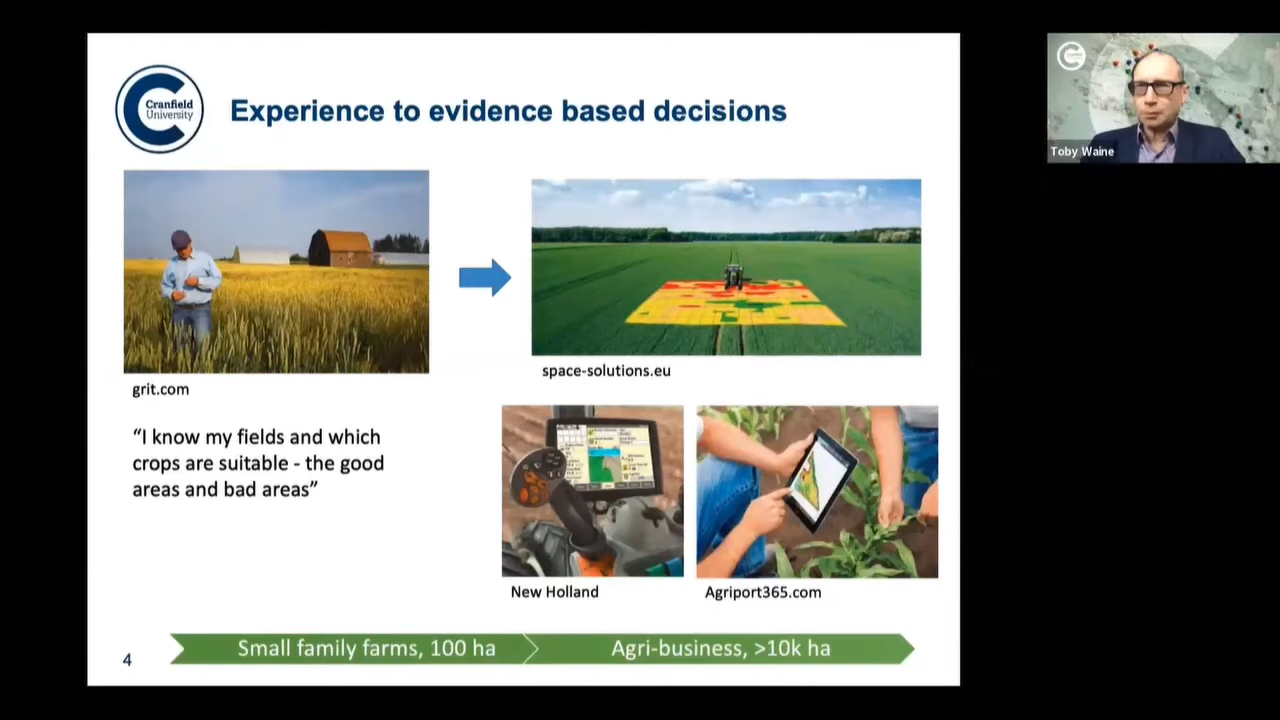 Cranfield
University
Experience to evidence based decisions
Toby Waine
grit.com
space-solutions.eu
“I know my fields and which
crops are suitable - the good
areas and bad areas”
New Holland
Agriport365.com
Small family farms, 100 ha
Agri-business, >10k ha
4